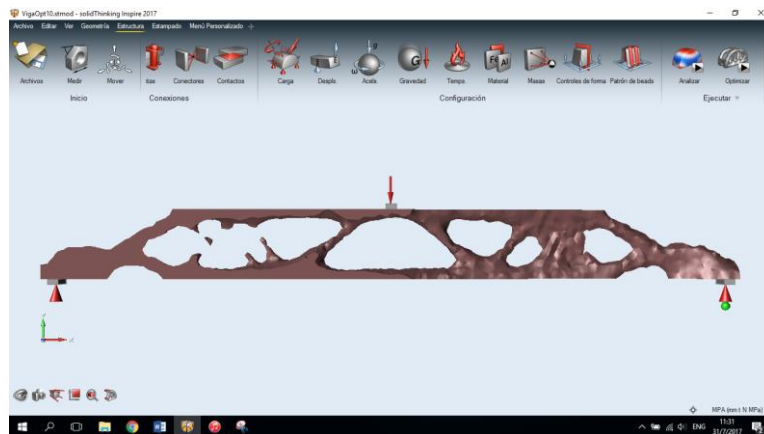 VigaOpt10.stmod - solidThinking Inspire 2017
Archivo Editar Ver Geometría Estructura Estampado Menú Personalizado +
Archivos Medir Mover tías Conectores Contactos Carga Despla. Acelx. Gravedad Temps. Material Masas Controles de forma Patrón de beads Analizar Optimizar
Inicio Conexiones Configuración Ejecutar
MPA (mm t N MPa)
ENG 11:31
31/7/2017